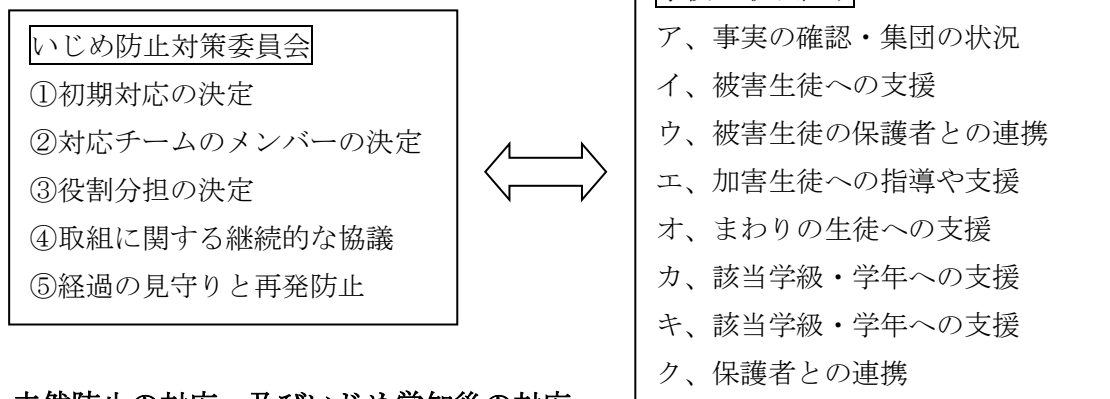 いじめ防止対策委員会
①初期対応の決定
②対応チームのメンバーの決定
③役割分担の決定
④取組に関する継続的な協議
⑤経過の見守りと再発防止
ア、事実の確認・集団の状況
イ、被害生徒への支援
ウ、被害生徒の保護者との連携
エ、加害生徒への指導や支援
オ、まわりの生徒への支援
カ、該当学級・学年への支援
キ、該当学級・学年への支援
ク、保護者との連携